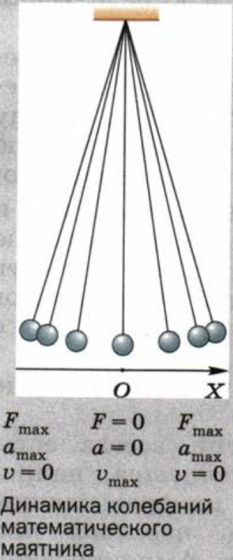 O X
F_max F = 0 F_max
a_max a = 0 a_max
v = 0 v_max v = 0
Динамика колебаний
математического
маятника